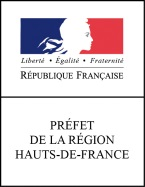 Liberté • Égalité • Fraternité
RÉPUBLIQUE FRANÇAISE
PRÉFET
DE LA RÉGION
HAUTS-DE-FRANCE